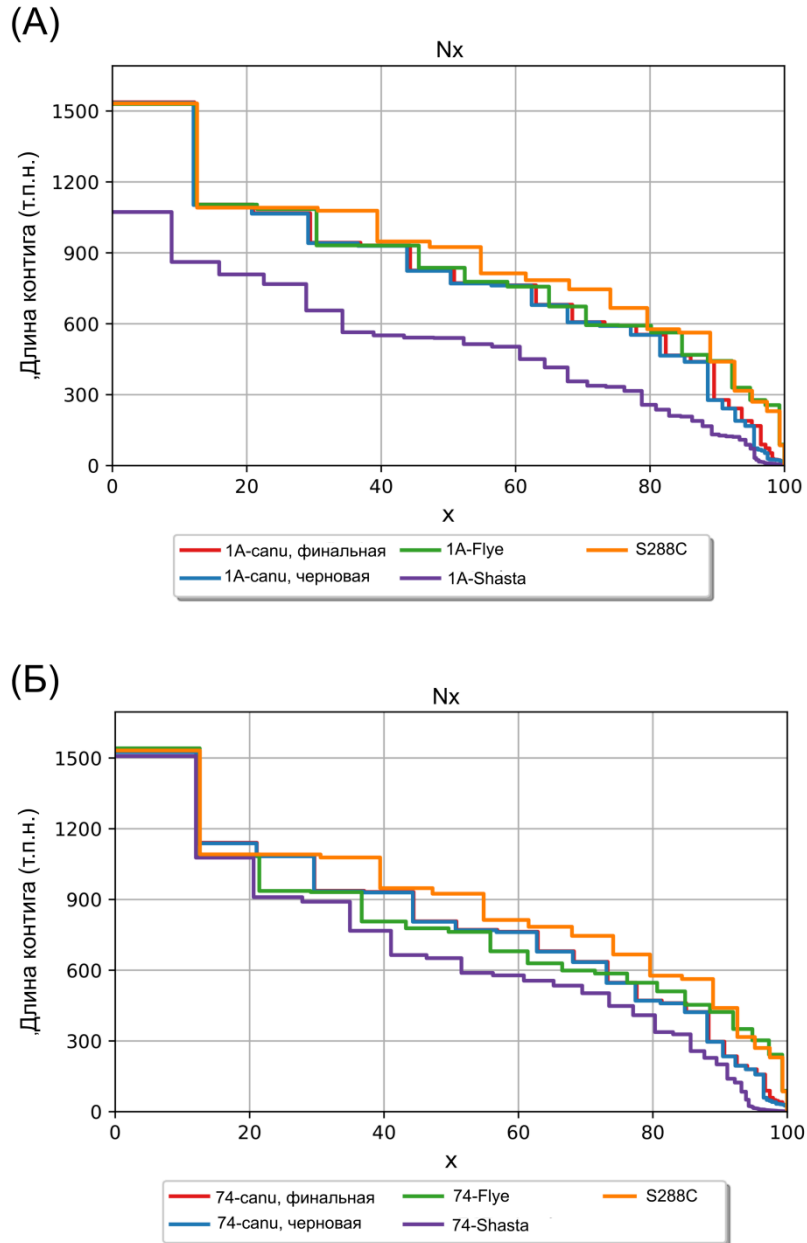 (А)
Nx
,Длина контига (т.п.н.)
1500
1200
900
600
300
0
0 20 40 60 80 100
x
1A-canu, финальная 1A-Flye S288C
1A-canu, черновая 1A-Shasta
(Б)
Nx
,Длина контига (т.п.н.)
1500
1200
900
600
300
0
0 20 40 60 80 100
x
74-canu, финальная 74-Flye S288C
74-canu, черновая 74-Shasta